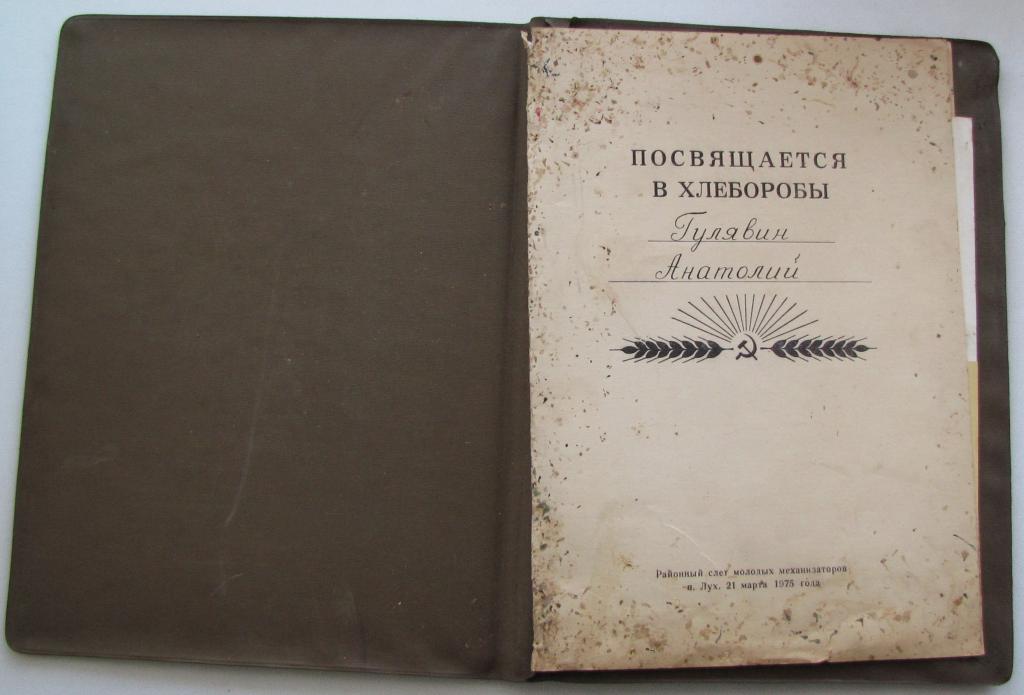 ПОСВЯЩАЕТСЯ
В ХЛЕБОРОБЫ
Гулявин
Анатолий
Районный слет молодых механизаторов
п. Лух. 21 марта 1975 года